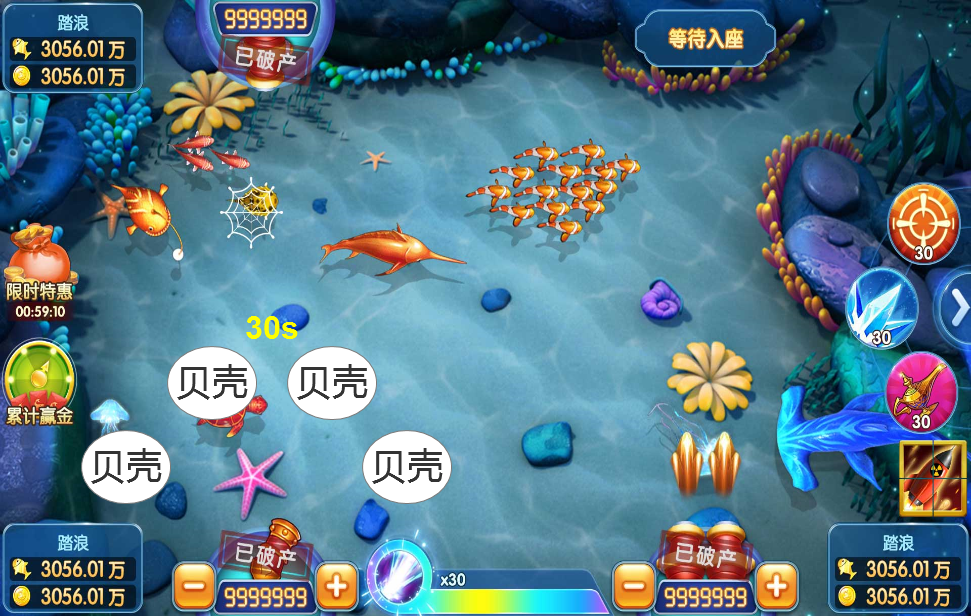 踏浪
3056.01万
3056.01万
9999999
已破产
等待入座
限时特惠
00:59:10
30
30
30s
贝壳
贝壳
贝壳
贝壳
累计赢金
30
踏浪
3056.01万
3056.01万
已破产
9999999
x30
已破产
9999999
踏浪
3056.01万
3056.01万